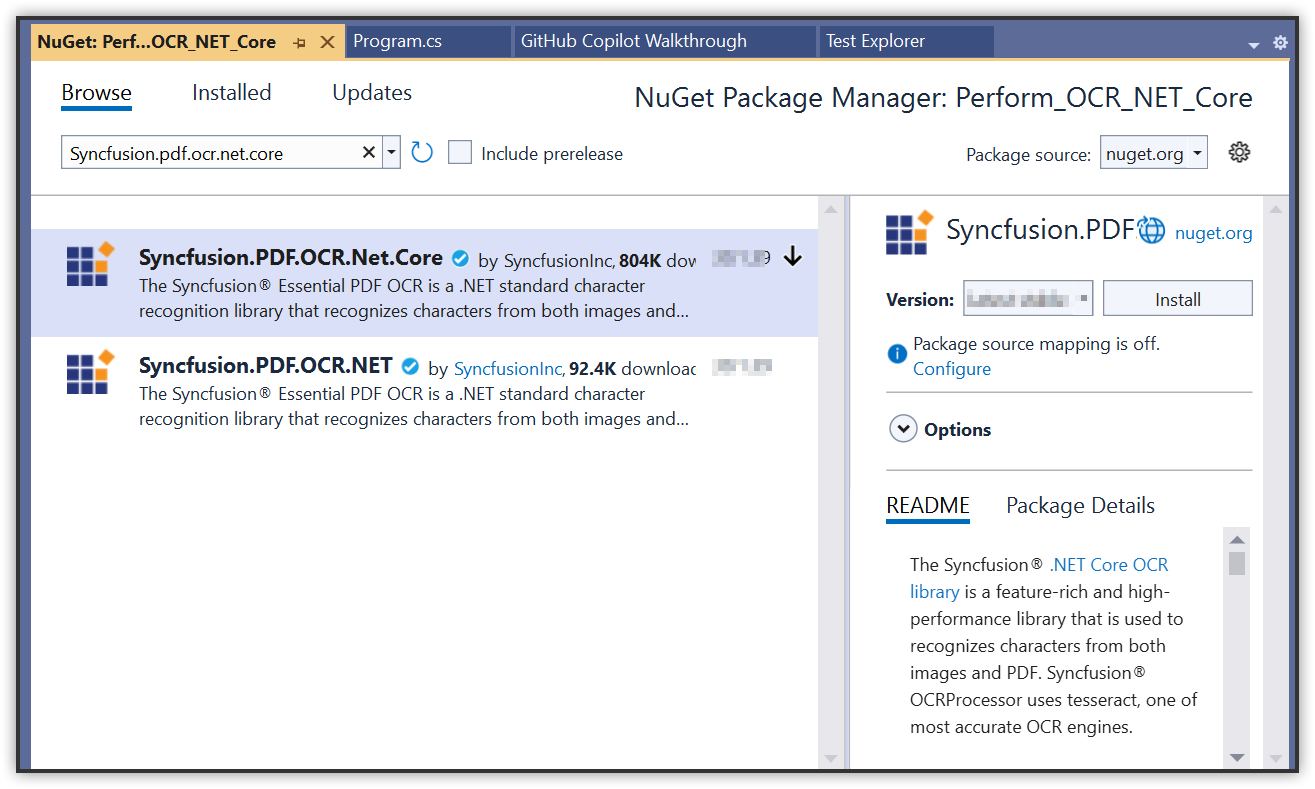 NuGet: Perf...OCR_NET_Core
Program.cs
GitHub Copilot Walkthrough
Test Explorer
Browse
Installed
Updates
NuGet Package Manager: Perform_OCR_NET_Core
Syncfusion.pdf.ocr.net.core
Include prerelease
Package source:
nuget.org
Syncfusion.PDF.OCR.Net.Core by SyncfusionInc, 804K dow
The Syncfusion® Essential PDF OCR is a .NET standard character
recognition library that recognizes characters from both images and...
Syncfusion.PDF.OCR.NET by SyncfusionInc, 92.4K downloac
The Syncfusion® Essential PDF OCR is a .NET standard character
recognition library that recognizes characters from both images and...
Syncfusion.PDF.
nuget.org
Version:
Install
Package source mapping is off.
Configure
Options
README
Package Details
The Syncfusion® .NET Core OCR
library is a feature-rich and high-
performance library that is used to
recognizes characters from both
images and PDF. Syncfusion®
OCRProcessor uses tesseract, one of
most accurate OCR engines.